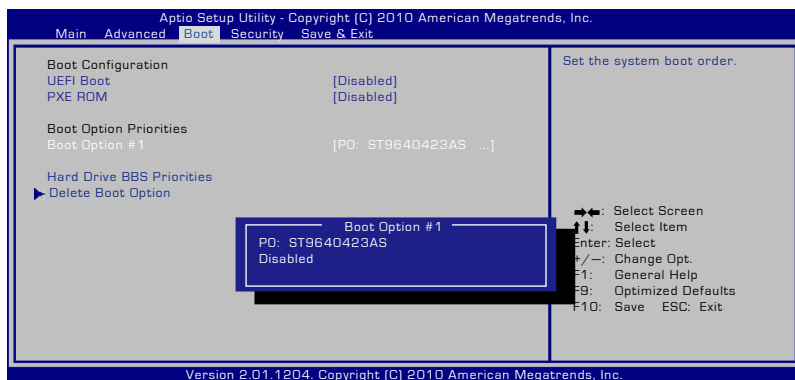 Aptio Setup Utility - Copyright (C) 2010 American Megatrends, Inc.
Main Advanced Boot Security Save & Exit
Boot Configuration
UEFI Boot [Disabled]
PXE ROM [Disabled]
Boot Option Priorities
Boot Option #1 [P0: ST9640423AS ...]
Hard Drive BBS Priorities
Delete Boot Option
Set the system boot order.
Boot Option #1
P0: ST9640423AS
Disabled
→←: Select Screen
↑↓: Select Item
Enter: Select
+/—: Change Opt.
F1: General Help
F9: Optimized Defaults
F10: Save ESC: Exit
Version 2.01.1204. Copyright (C) 2010 American Megatrends, Inc.